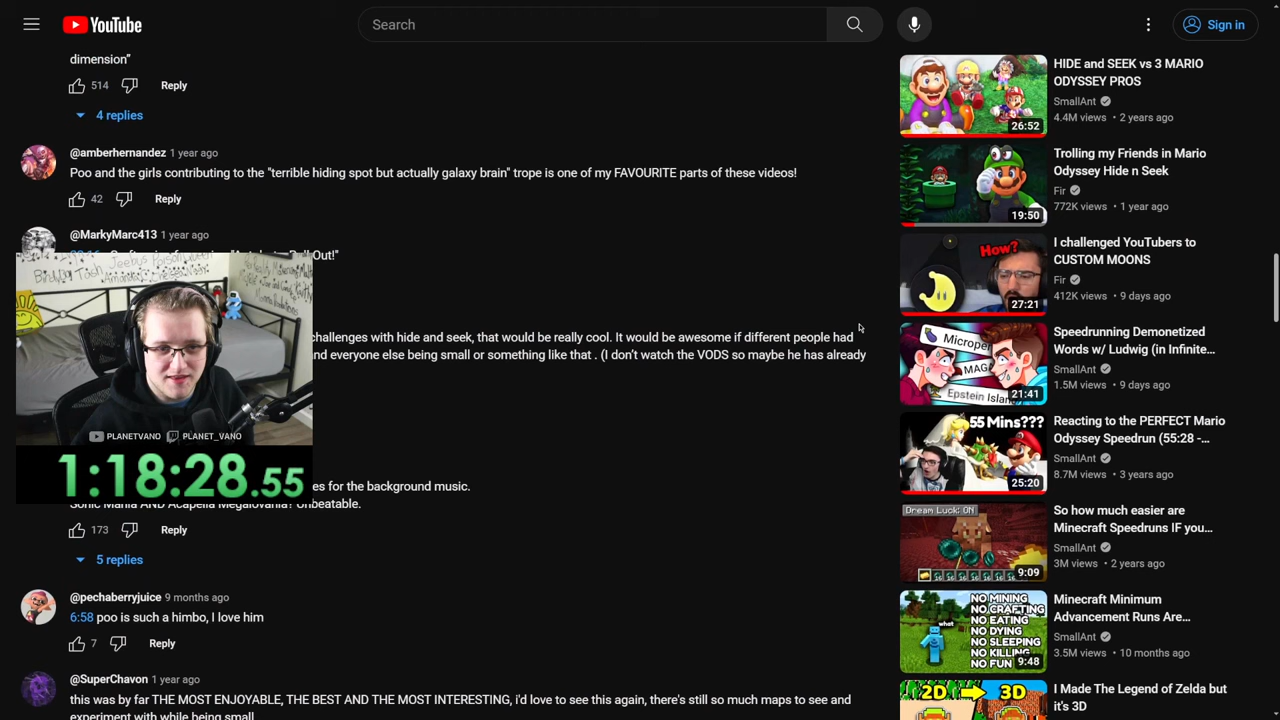 YouTube
Search
Sign in
dimension"
514
Reply
4 replies
@amberhernandez 1 year ago
Poo and the girls contributing to the "terrible hiding spot but actually galaxy brain" trope is one of my FAVOURITE parts of these videos!
42
Reply
@MarkyMarc413 1 year ago
Out!"
challenges with hide and seek, that would be really cool. It would be awesome if different people had
and everyone else being small or something like that . (I don't watch the VODS so maybe he has already
PLANETVANO PLANET_VANO
1:18:28.55
for the background music.
Sonic Mania AND Acapella Megalovania? Unbeatable.
173
Reply
5 replies
@pechaberryjuice 9 months ago
6:58 poo is such a himbo, I love him
7
Reply
@SuperChavon 1 year ago
this was by far THE MOST ENJOYABLE, THE BEST AND THE MOST INTERESTING, i'd love to see this again, there's still so much maps to see and
experiment with while being small
26:52
HIDE and SEEK vs 3 MARIO
ODYSSEY PROS
SmallAnt
4.4M views • 2 years ago
19:50
Trolling my Friends in Mario
Odyssey Hide n Seek
Fir
772K views • 1 year ago
How?
27:21
I challenged YouTubers to
CUSTOM MOONS
Fir
412K views • 9 days ago
Microper
MAG
Epstein Islan
21:41
Speedrunning Demonetized
Words w/ Ludwig (in Infinite...
SmallAnt
1.5M views • 9 days ago
55 Mins???
25:20
Reacting to the PERFECT Mario
Odyssey Speedrun (55:28 -...
SmallAnt
8.7M views • 3 years ago
Dream Luck: ON
9:09
So how much easier are
Minecraft Speedruns IF you...
SmallAnt
3M views • 2 years ago
NO MINING
NO CRAFTING
NO EATING
NO DYING
NO SLEEPING
NO KILLING
NO FUN
what
9:48
Minecraft Minimum
Advancement Runs Are...
SmallAnt
3.5M views • 10 months ago
2D 3D
I Made The Legend of Zelda but
it's 3D